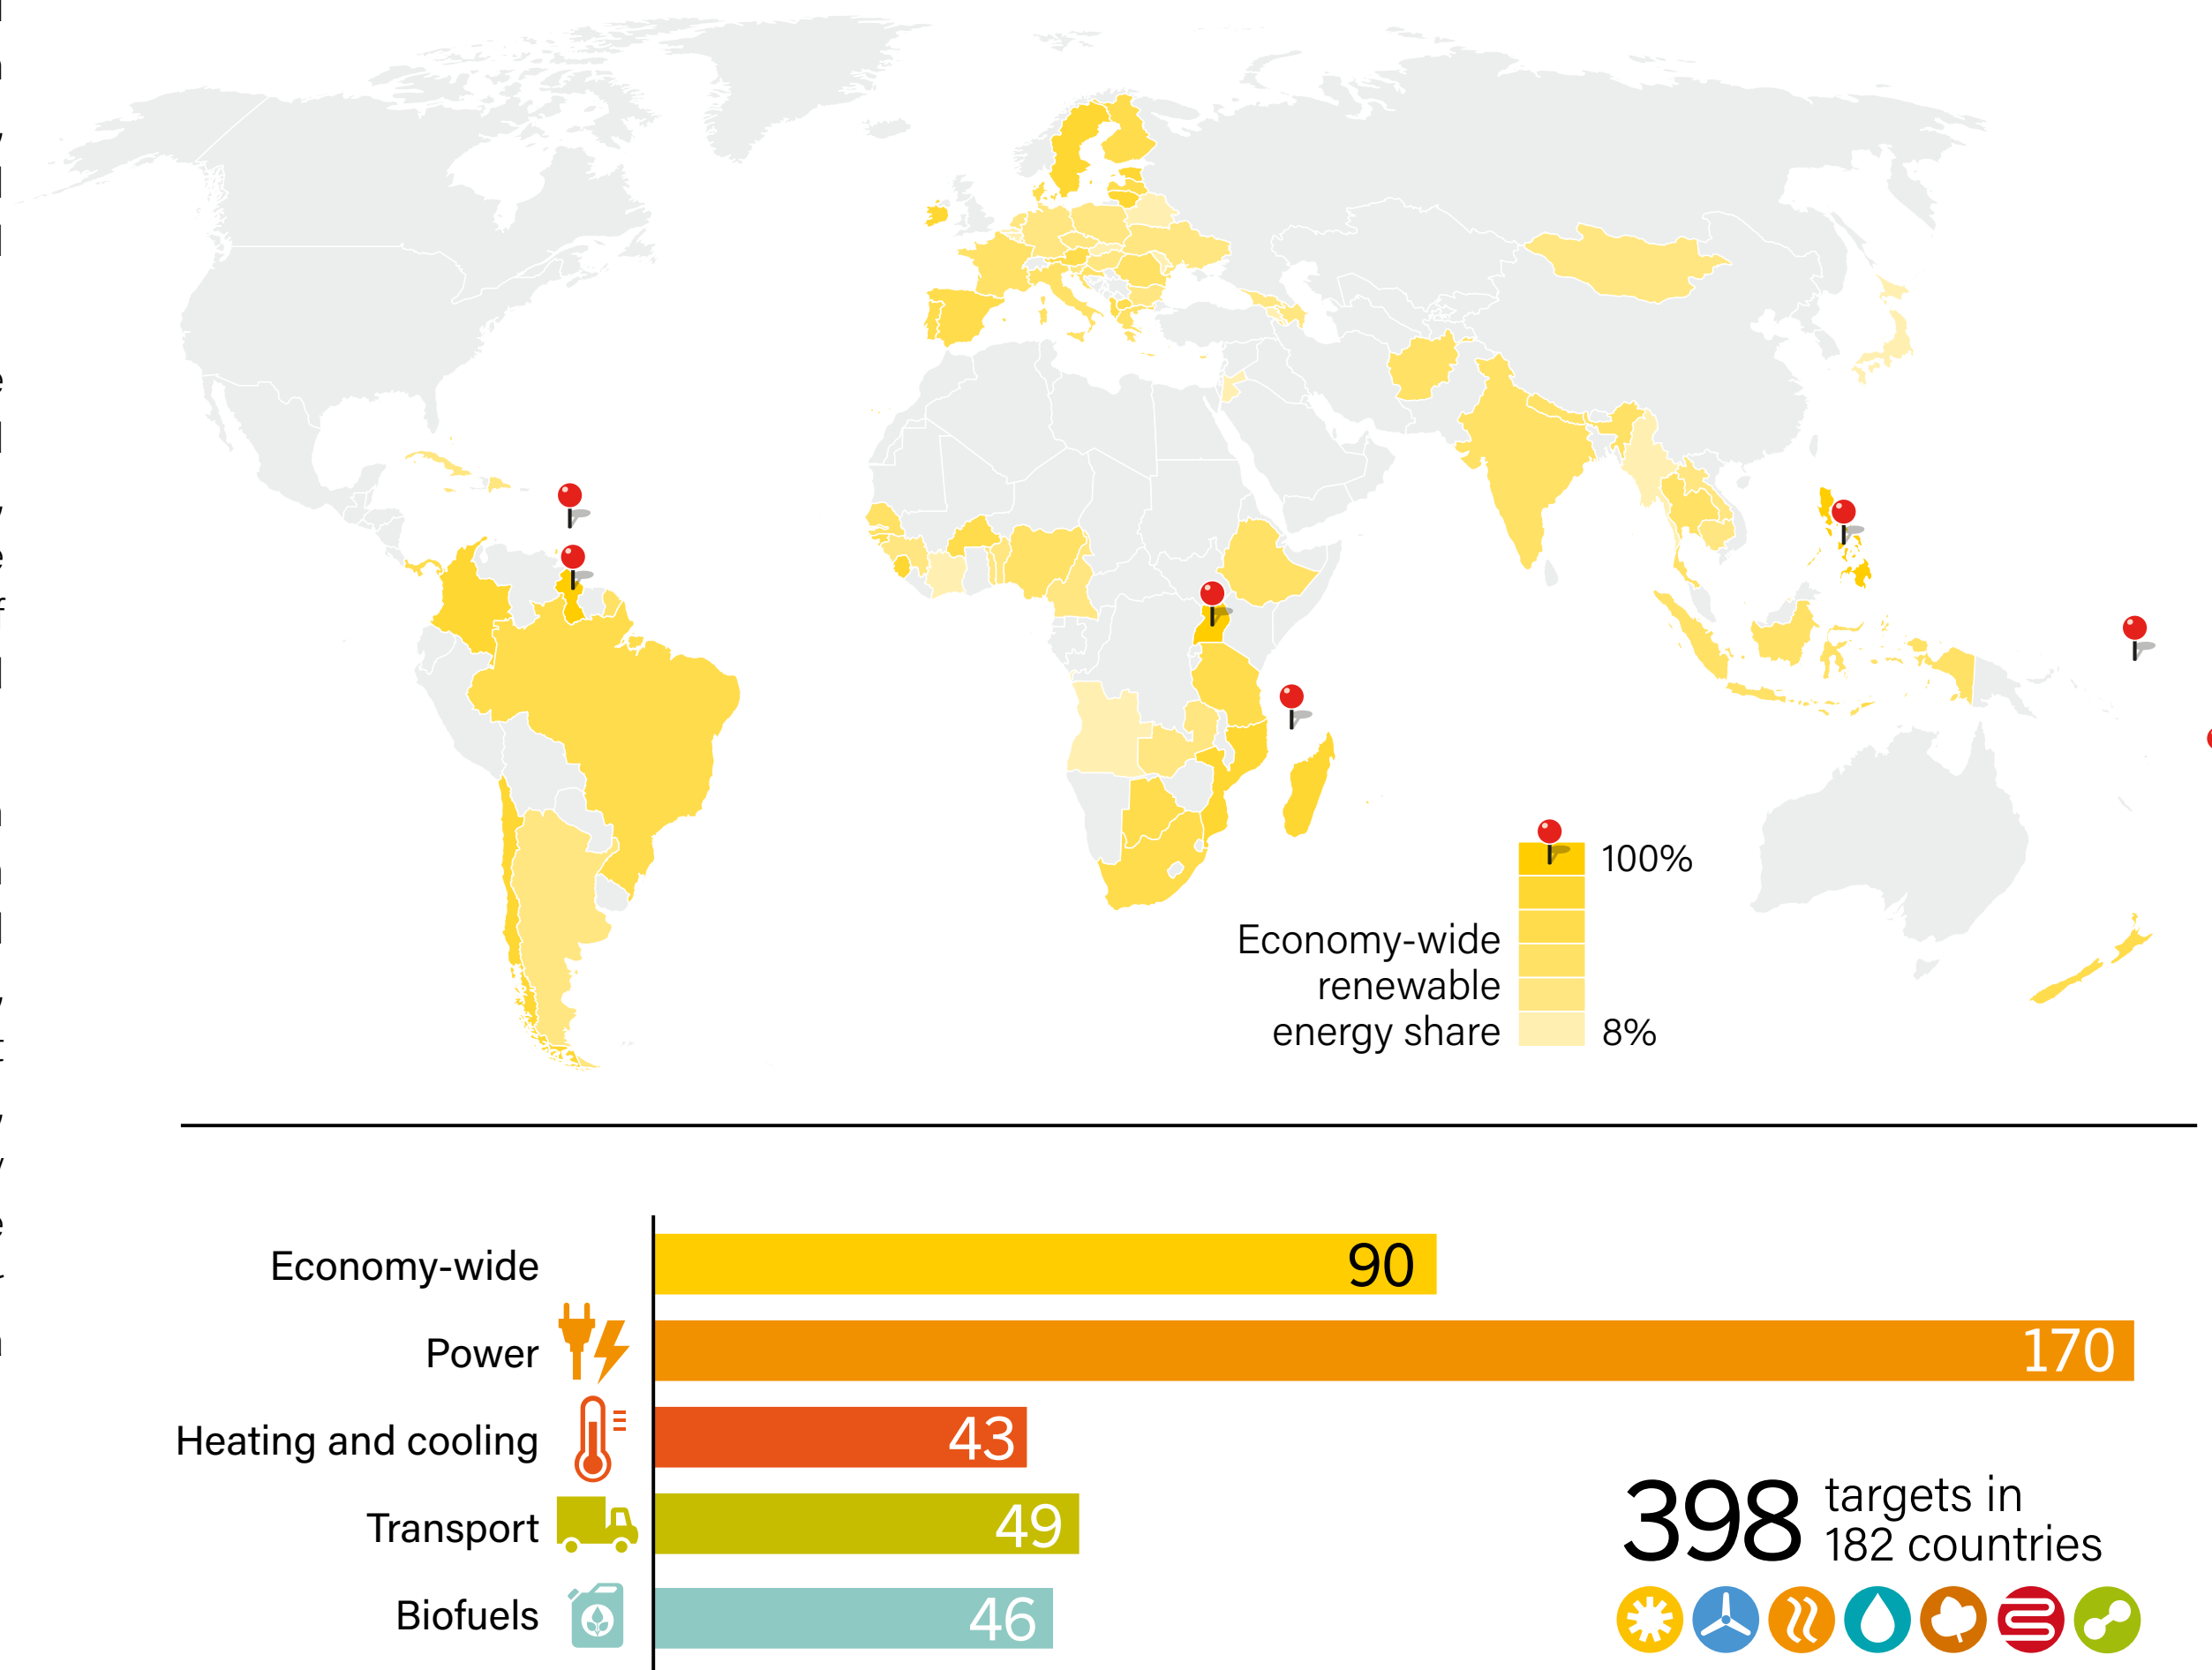 100%
Economy-wide
renewable
energy share
8%
Economy-wide
90
Power
170
Heating and cooling
43
Transport
49
Biofuels
46
398
targets in
182 countries